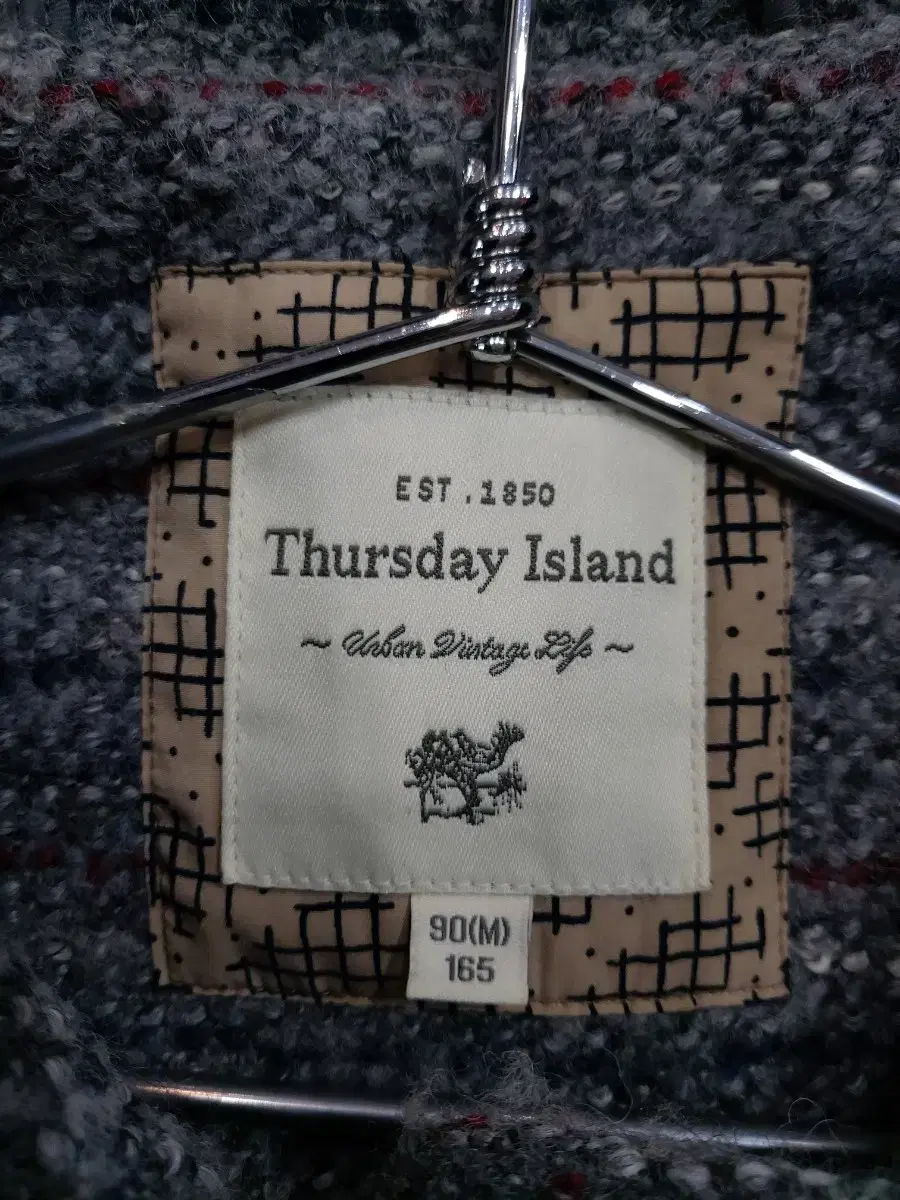 EST.1850
Thursday Island
~ Urban Vintage Life ~
90(M)
165